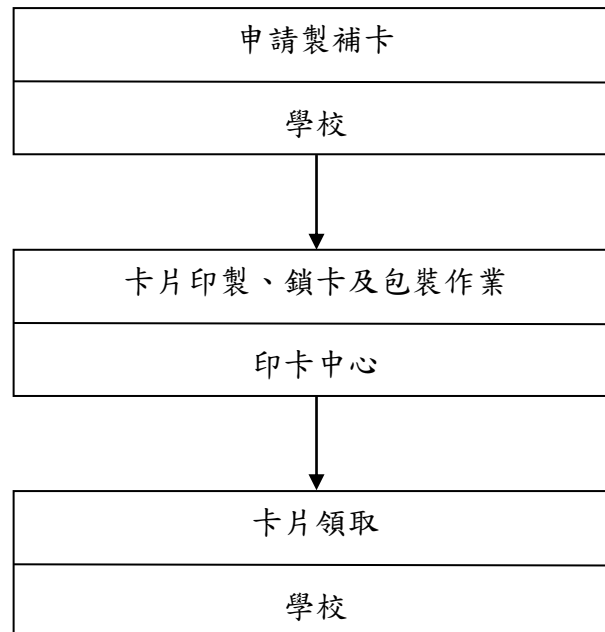 申請製補卡
學校
卡片印製、鎖卡及包裝作業
印卡中心
卡片領取
學校